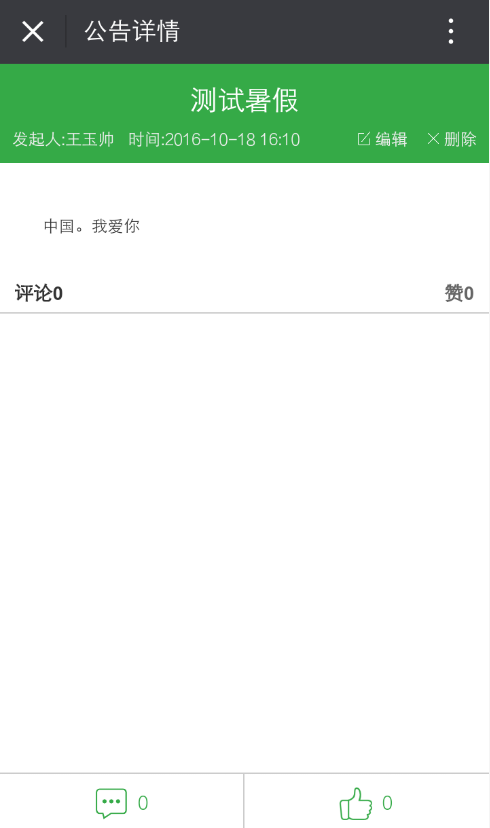 公告详情
测试暑假
发起人:王玉帅 时间:2016-10-18 16:10 编辑 删除
中国。我爱你
评论0 赞0
0 0